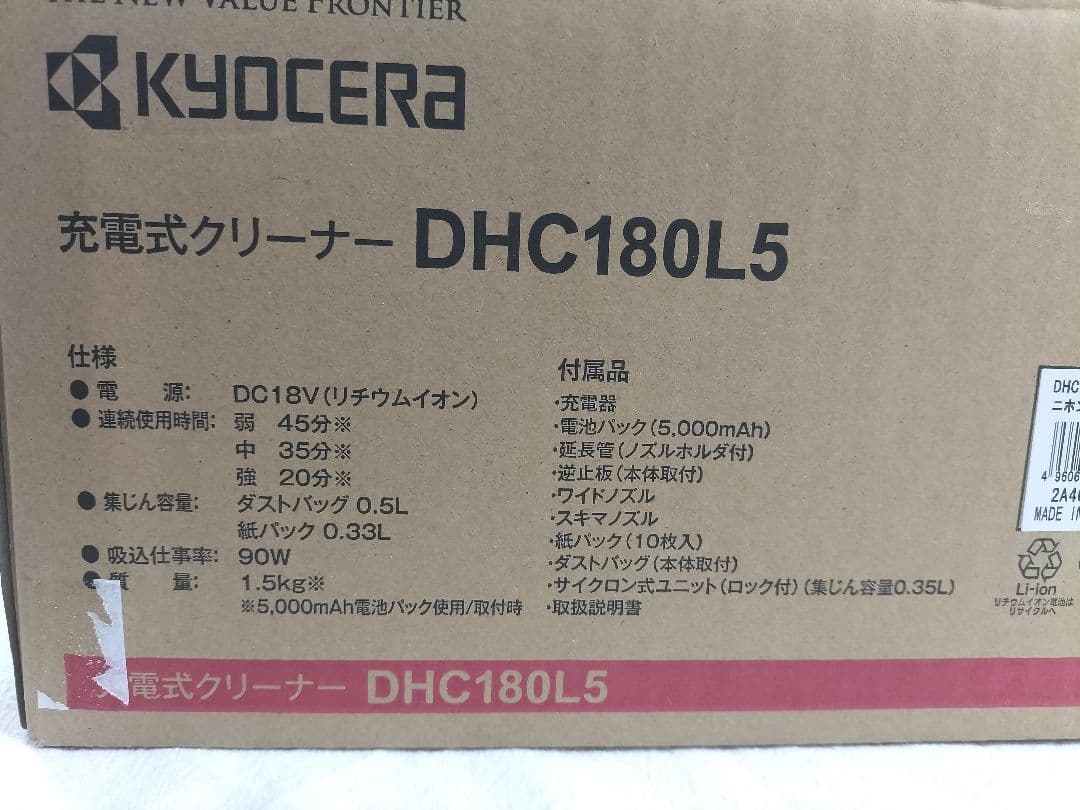 THE NEW VALUE FRONTIER
KYOCERA
充電式クリーナー DHC180L5
仕様
●電 源: DC18V(リチウムイオン)
●連続使用時間: 弱 45分※
中 35分※
強 20分※
●集じん容量: ダストバッグ 0.5L
紙パック 0.33L
●吸込仕事率: 90W
●質 量: 1.5kg※
※5,000mAh電池パック使用/取付時
付属品
・充電器
・電池パック(5,000mAh)
・延長管(ノズルホルダ付)
・逆止板(本体取付)
・ワイドノズル
・スキマノズル
・紙パック(10枚入)
・ダストバッグ(本体取付)
・サイクロン式ユニット(ロック付)(集じん容量0.35L)
・取扱説明書
DHC
ニホン
4 9606
2A4
MADE IN
Li-ion
リチウムイオン電池は
リサイクルへ
充電式クリーナー DHC180L5